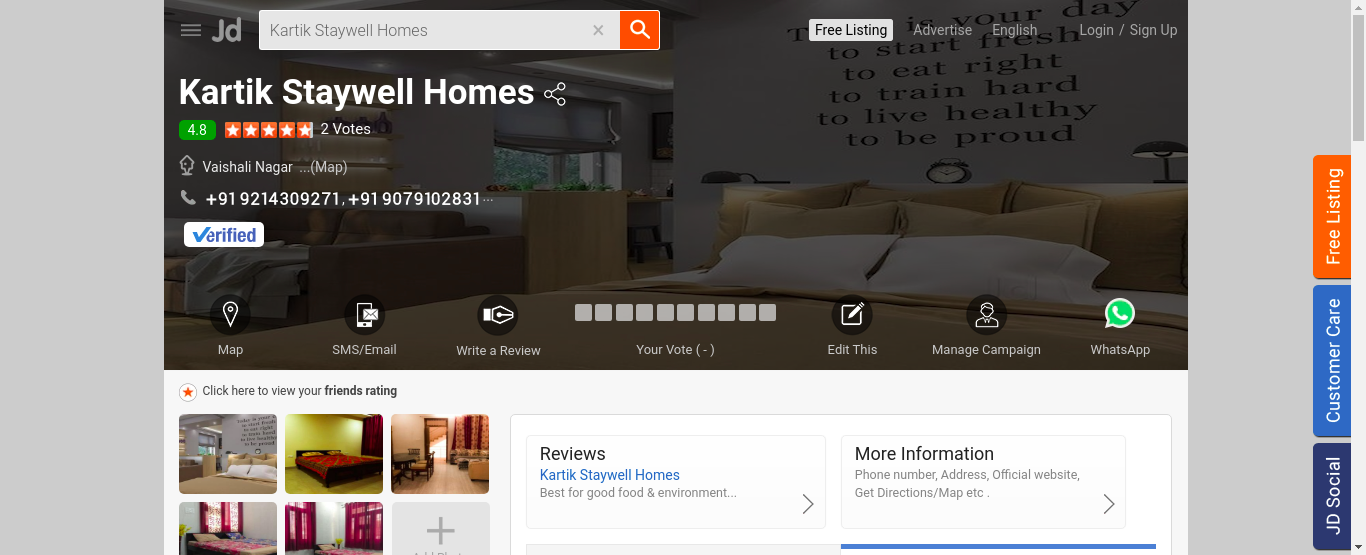 Jd
Kartik Staywell Homes
Free Listing
Advertise
English
Login / Sign Up
to start fresh
to eat right
to train hard
to live healthy
to be proud
Kartik Staywell Homes
4.8
2 Votes
Vaishali Nagar ...(Map)
+91 9214309271, +91 9079102831...
Verified
Map
SMS/Email
Write a Review
Your Vote ( - )
Edit This
Manage Campaign
WhatsApp
Free Listing
Customer Care
JD Social
Click here to view your friends rating
Reviews
Kartik Staywell Homes
Best for good food & environment...
More Information
Phone number, Address, Official website,
Get Directions/Map etc .